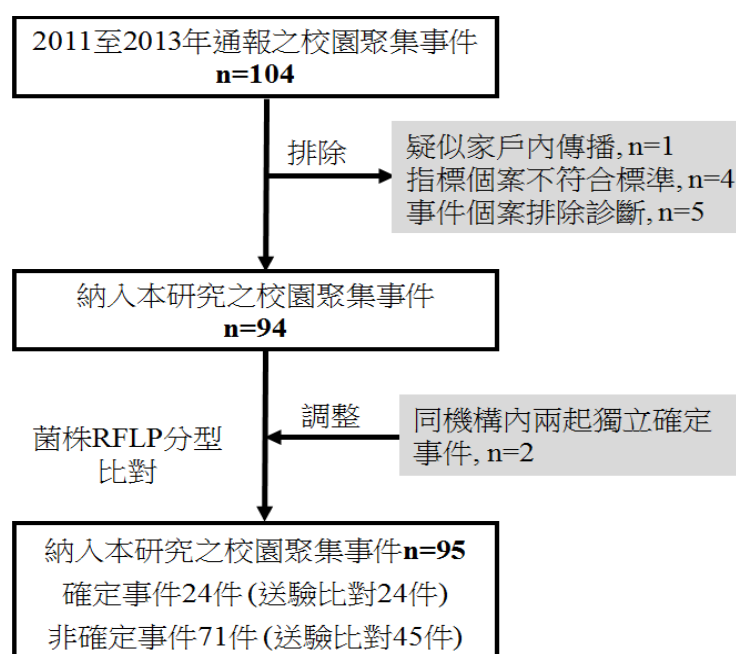 2011至2013年通報之校園聚集事件
n=104
排除
疑似家戶內傳播, n=1
指標個案不符合標準, n=4
事件個案排除診斷, n=5
納入本研究之校園聚集事件
n=94
菌株RFLP分型
比對
調整
同機構內兩起獨立確定
事件, n=2
納入本研究之校園聚集事件n=95
確定事件24件 (送驗比對24件)
非確定事件71件 (送驗比對45件)